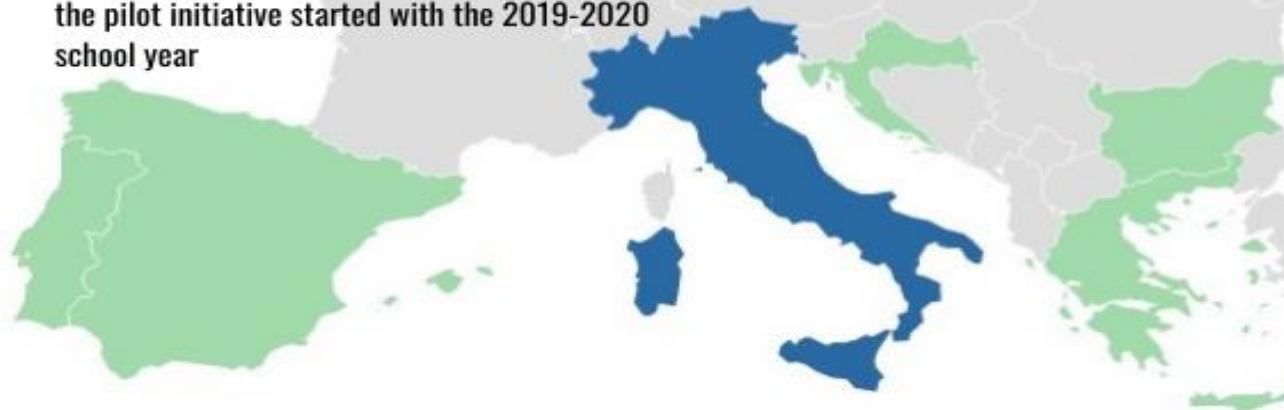 the pilot initiative started with the 2019-2020
school year